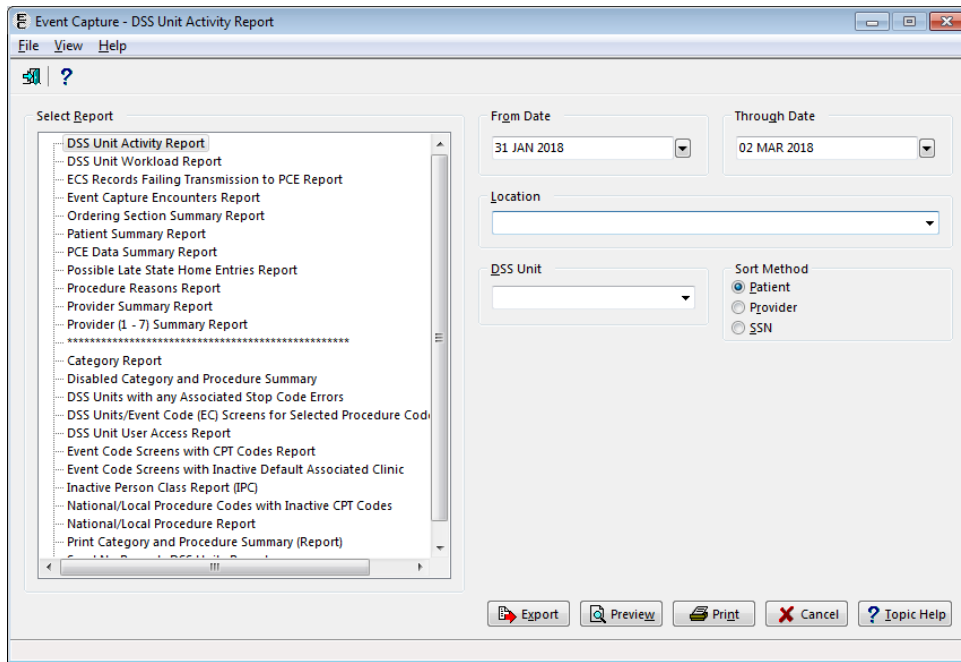 Event Capture - DSS Unit Activity Report
File View Help
Select Report
DSS Unit Activity Report
DSS Unit Workload Report
ECS Records Failing Transmission to PCE Report
Event Capture Encounters Report
Ordering Section Summary Report
Patient Summary Report
PCE Data Summary Report
Possible Late State Home Entries Report
Procedure Reasons Report
Provider Summary Report
Provider (1 - 7) Summary Report
**************************************************
Category Report
Disabled Category and Procedure Summary
DSS Units with any Associated Stop Code Errors
DSS Units/Event Code (EC) Screens for Selected Procedure Cod
DSS Unit User Access Report
Event Code Screens with CPT Codes Report
Event Code Screens with Inactive Default Associated Clinic
Inactive Person Class Report (IPC)
National/Local Procedure Codes with Inactive CPT Codes
National/Local Procedure Report
Print Category and Procedure Summary (Report)
From Date
31 JAN 2018
Through Date
02 MAR 2018
Location
DSS Unit
Sort Method
Patient
Provider
SSN
Export Preview Print Cancel ? Topic Help